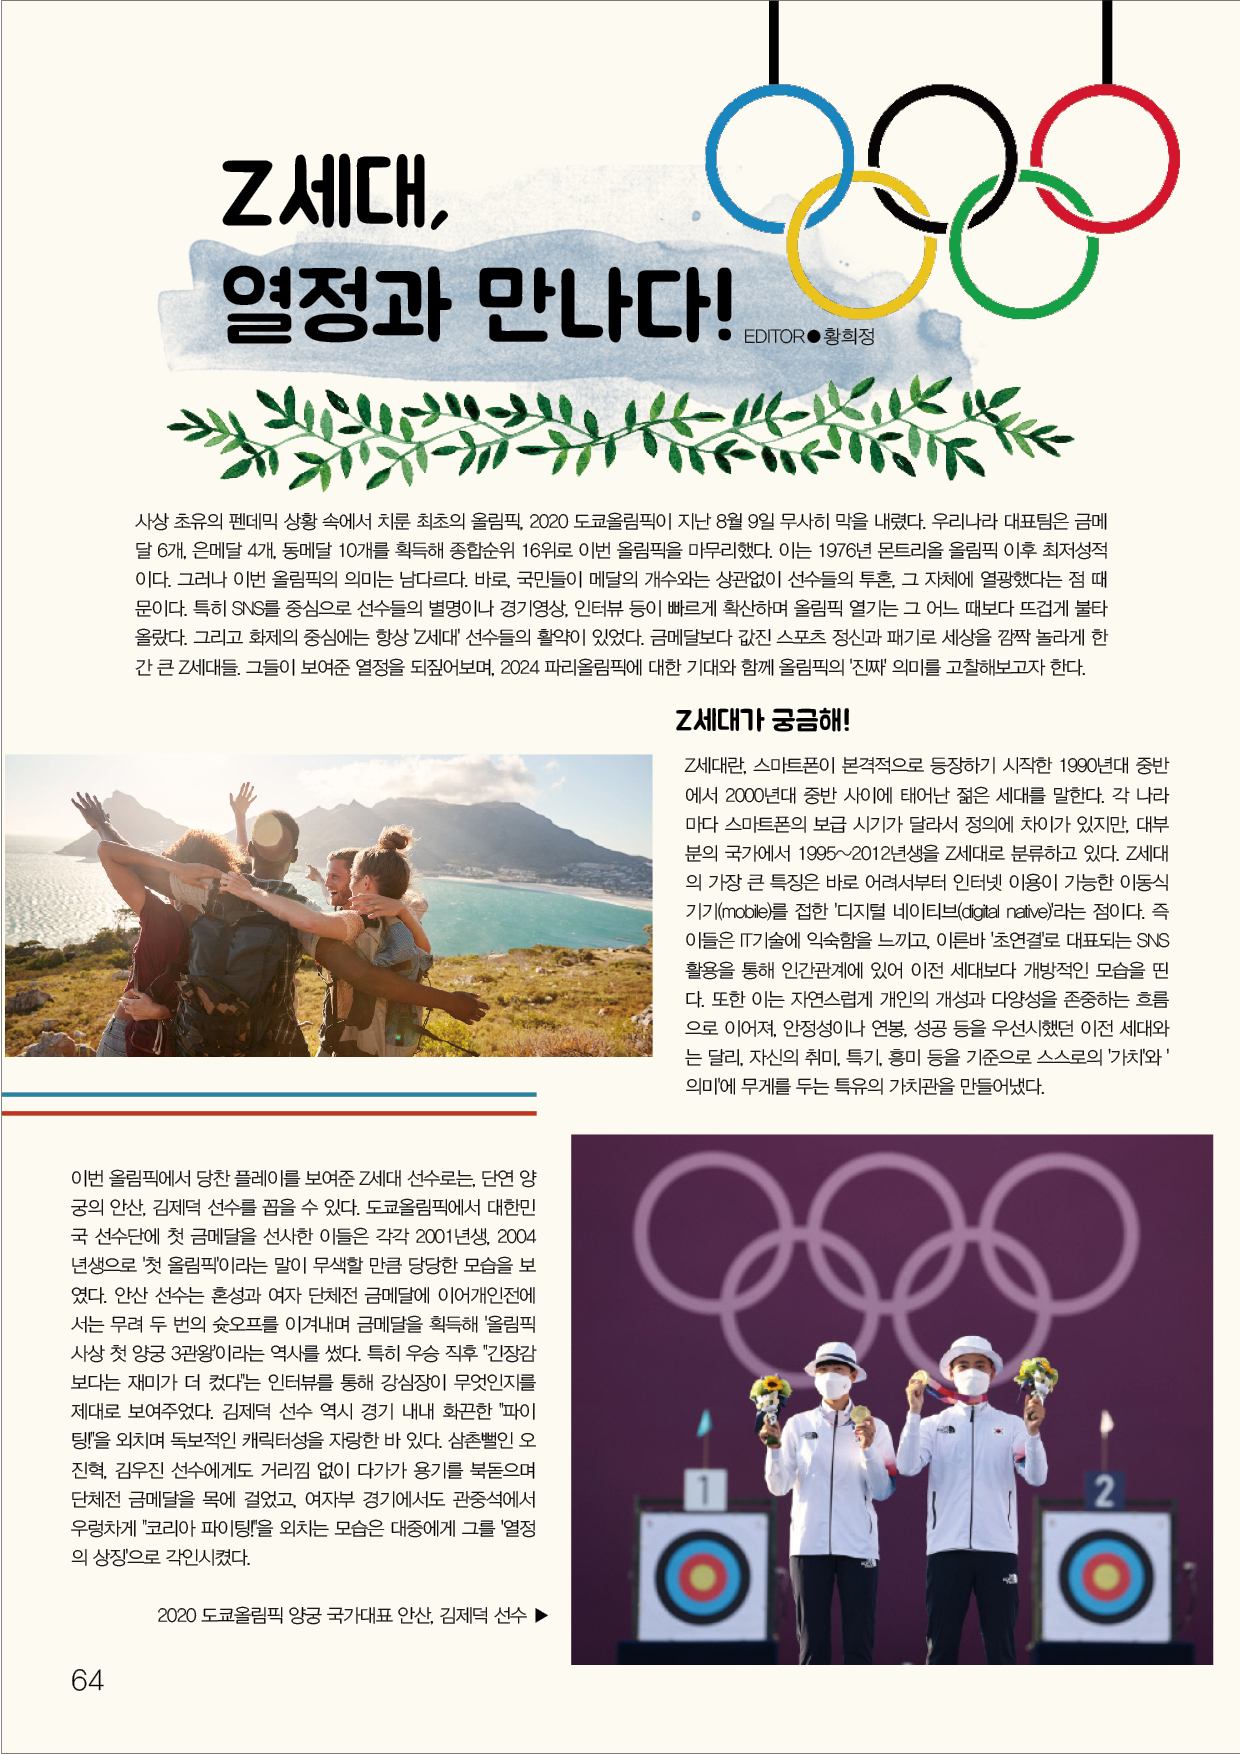 Z세대,
열정과 만나다!
EDITOR●황희정
사상 초유의 펜데믹 상황 속에서 치룬 최초의 올림픽, 2020 도쿄올림픽이 지난 8월 9일 무사히 막을 내렸다. 우리나라 대표팀은 금메
달 6개, 은메달 4개, 동메달 10개를 획득해 종합순위 16위로 이번 올림픽을 마무리했다. 이는 1976년 몬트리올 올림픽 이후 최저성적
이다. 그러나 이번 올림픽의 의미는 남다르다. 바로, 국민들이 메달의 개수와는 상관없이 선수들의 투혼, 그 자체에 열광했다는 점 때
문이다. 특히 SNS를 중심으로 선수들의 별명이나 경기영상, 인터뷰 등이 빠르게 확산하며 올림픽 열기는 그 어느 때보다 뜨겁게 불타
올랐다. 그리고 화제의 중심에는 항상 'Z세대' 선수들의 활약이 있었다. 금메달보다 값진 스포츠 정신과 패기로 세상을 깜짝 놀라게 한
간 큰 Z세대들. 그들이 보여준 열정을 되짚어보며, 2024 파리올림픽에 대한 기대와 함께 올림픽의 '진짜' 의미를 고찰해보고자 한다.
Z세대가 궁금해!
Z세대란, 스마트폰이 본격적으로 등장하기 시작한 1990년대 중반
에서 2000년대 중반 사이에 태어난 젊은 세대를 말한다. 각 나라
마다 스마트폰의 보급 시기가 달라서 정의에 차이가 있지만, 대부
분의 국가에서 1995~2012년생을 Z세대로 분류하고 있다. Z세대
의 가장 큰 특징은 바로 어려서부터 인터넷 이용이 가능한 이동식
기기(mobile)를 접한 '디지털 네이티브(digital native)'라는 점이다. 즉
이들은 IT기술에 익숙함을 느끼고, 이른바 '초연결'로 대표되는 SNS
활용을 통해 인간관계에 있어 이전 세대보다 개방적인 모습을 띤
다. 또한 이는 자연스럽게 개인의 개성과 다양성을 존중하는 흐름
으로 이어져, 안정성이나 연봉, 성공 등을 우선시했던 이전 세대와
는 달리, 자신의 취미, 특기, 흥미 등을 기준으로 스스로의 '가치'와 '
의미'에 무게를 두는 특유의 가치관을 만들어냈다.
이번 올림픽에서 당찬 플레이를 보여준 Z세대 선수로는, 단연 양
궁의 안산, 김제덕 선수를 꼽을 수 있다. 도쿄올림픽에서 대한민
국 선수단에 첫 금메달을 선사한 이들은 각각 2001년생, 2004
년생으로 '첫 올림픽'이라는 말이 무색할 만큼 당당한 모습을 보
였다. 안산 선수는 혼성과 여자 단체전 금메달에 이어개인전에
서는 무려 두 번의 슛오프를 이겨내며 금메달을 획득해 '올림픽
사상 첫 양궁 3관왕'이라는 역사를 썼다. 특히 우승 직후 "긴장감
보다는 재미가 더 컸다"는 인터뷰를 통해 강심장이 무엇인지를
제대로 보여주었다. 김제덕 선수 역시 경기 내내 화끈한 "파이
팅!"을 외치며 독보적인 캐릭터성을 자랑한 바 있다. 삼촌뻘인 오
진혁, 김우진 선수에게도 거리낌 없이 다가가 용기를 북돋으며
단체전 금메달을 목에 걸었고, 여자부 경기에서도 관중석에서
우렁차게 "코리아 파이팅!"을 외치는 모습은 대중에게 그를 '열정
의 상징'으로 각인시켰다.
2020 도쿄올림픽 양궁 국가대표 안산, 김제덕 선수 ▶
1
2
64